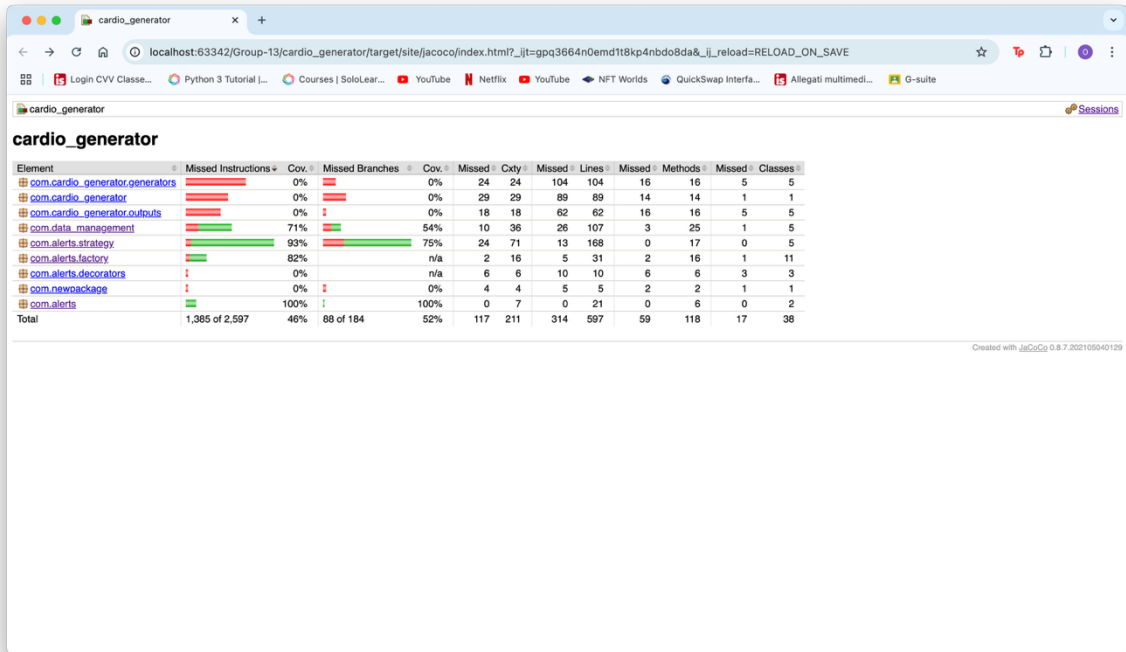 cardio_generator
localhost:63342/Group-13/cardio_generator/target/site/jacoco/index.html?_ijt=gpq3664n0emd1t8kp4nbdo8da&_ij_reload=RELOAD_ON_SAVE
Tp
O
Login CVV Classe... Python 3 Tutorial |... Courses | SoloLear... YouTube Netflix YouTube NFT Worlds QuickSwap Interfa... Allegati multimedi... G-suite
cardio_generator Sessions
cardio_generator
Element Missed Instructions Cov. Missed Branches Cov. Missed Cxty Missed Lines Missed Methods Missed Classes
com.cardio_generator.generators 0% 0% 24 24 104 104 16 16 5 5
com.cardio_generator 0% 0% 29 29 89 89 14 14 1 1
com.cardio_generator.outputs 0% 0% 18 18 62 62 16 16 5 5
com.data_management 71% 54% 10 36 26 107 3 25 1 5
com.alerts.strategy 93% 75% 24 71 13 168 0 17 0 5
com.alerts.factory 82% n/a 2 16 5 31 2 16 1 11
com.alerts.decorators 0% n/a 6 6 10 10 6 6 3 3
com.newpackage 0% 0% 4 4 5 5 2 2 1 1
com.alerts 100% 100% 0 7 0 21 0 6 0 2
Total 1,385 of 2,597 46% 88 of 184 52% 117 211 314 597 59 118 17 38
Created with JaCoCo 0.8.7.202105040129